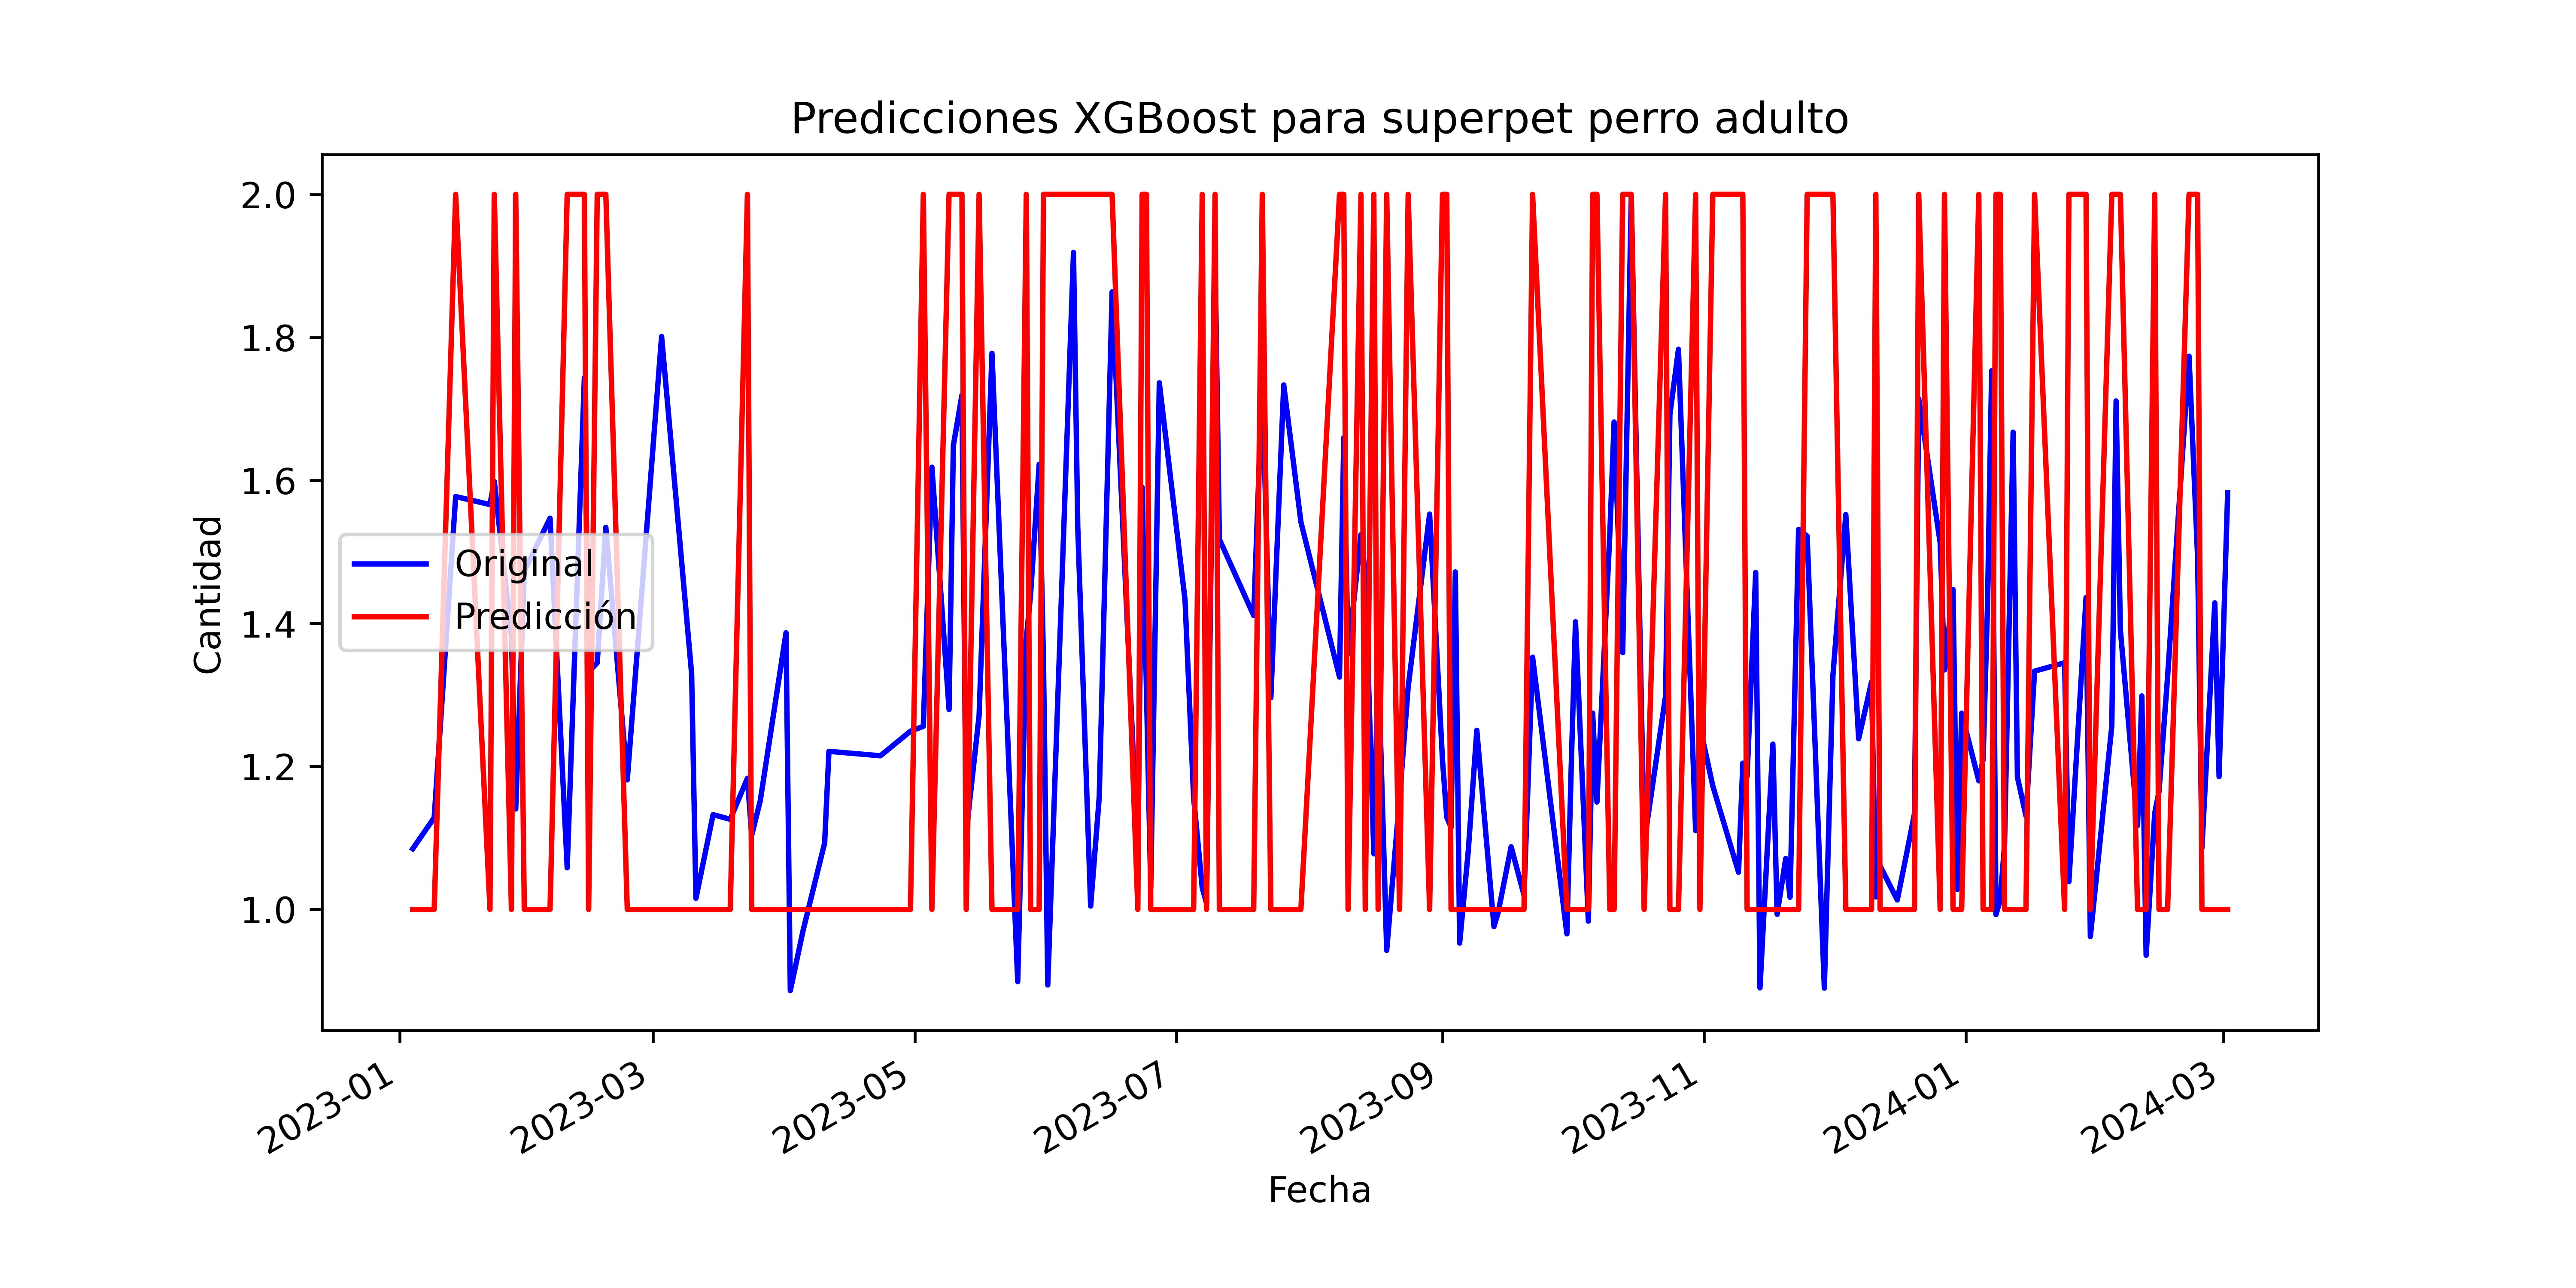 Predicciones XGBoost para superpet perro adulto
Cantidad
2.0
1.8
1.6
1.4
1.2
1.0
Original
Predicción
2023-01
2023-03
2023-05
2023-07
2023-09
2023-11
2024-01
2024-03
Fecha